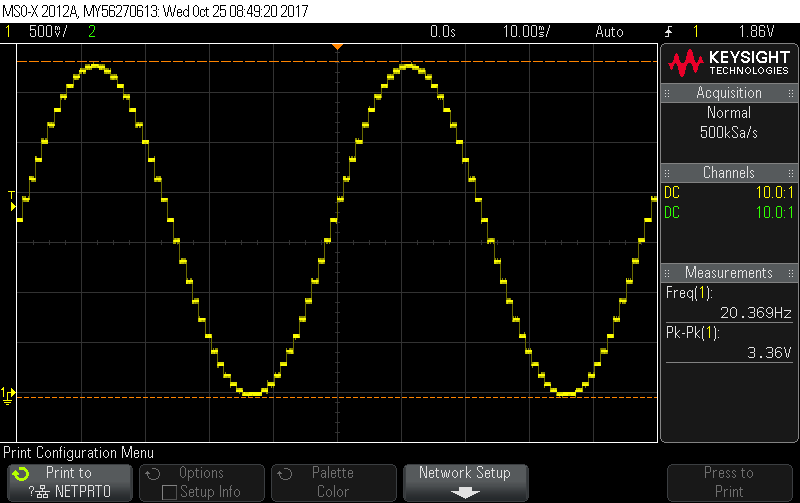 MSO-X 2012A, MY56270613: Wed Oct 25 08:49:20 2017
1 500mV/ 2 0.0s 10.00ms/ Auto 1 1.86V
KEYSIGHT
TECHNOLOGIES
Acquisition
Normal
500kSa/s
Channels
DC 10.0:1
DC 10.0:1
Measurements
Freq(1):
20.369Hz
Pk-Pk(1):
3.36V
T
1
Print Configuration Menu
Print to
? NETPRT0
Options
Setup Info
Palette
Color
Network Setup
Press to
Print